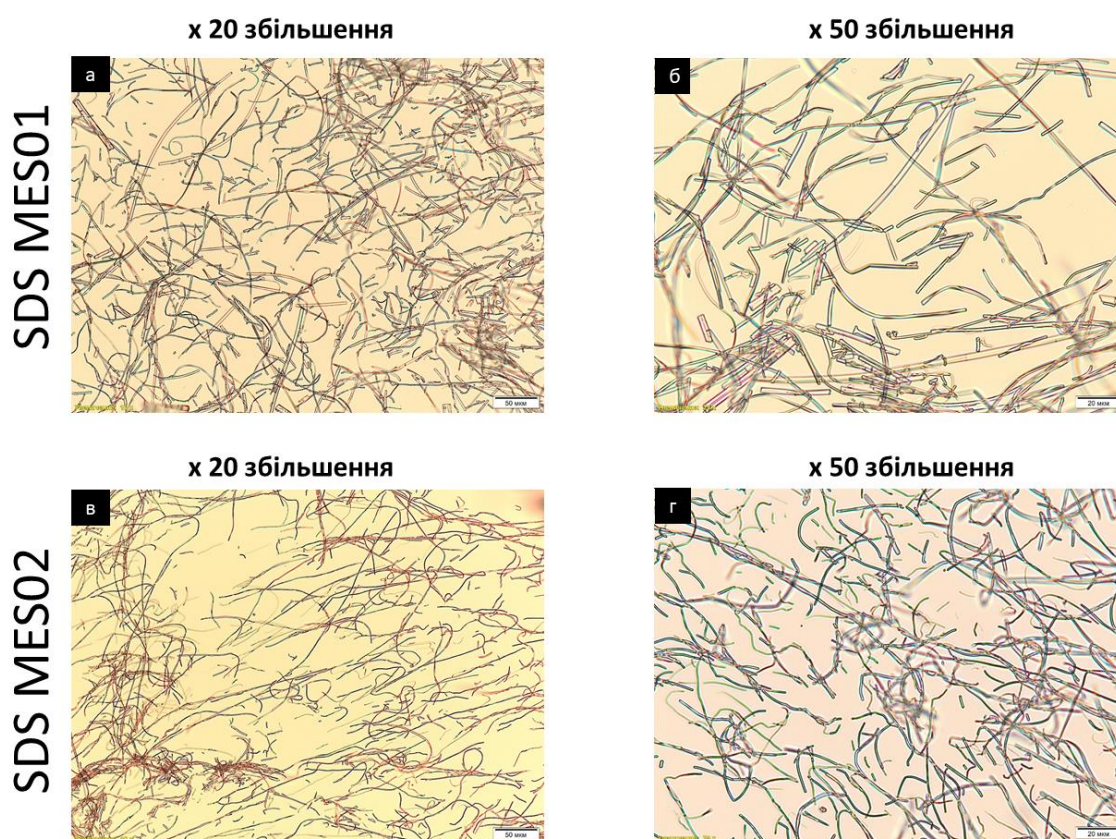 x 20 збільшення
x 50 збільшення
SDS MES01
а
б
50 мкм
20 мкм
x 20 збільшення
x 50 збільшення
SDS MES02
в
г
50 мкм
20 мкм